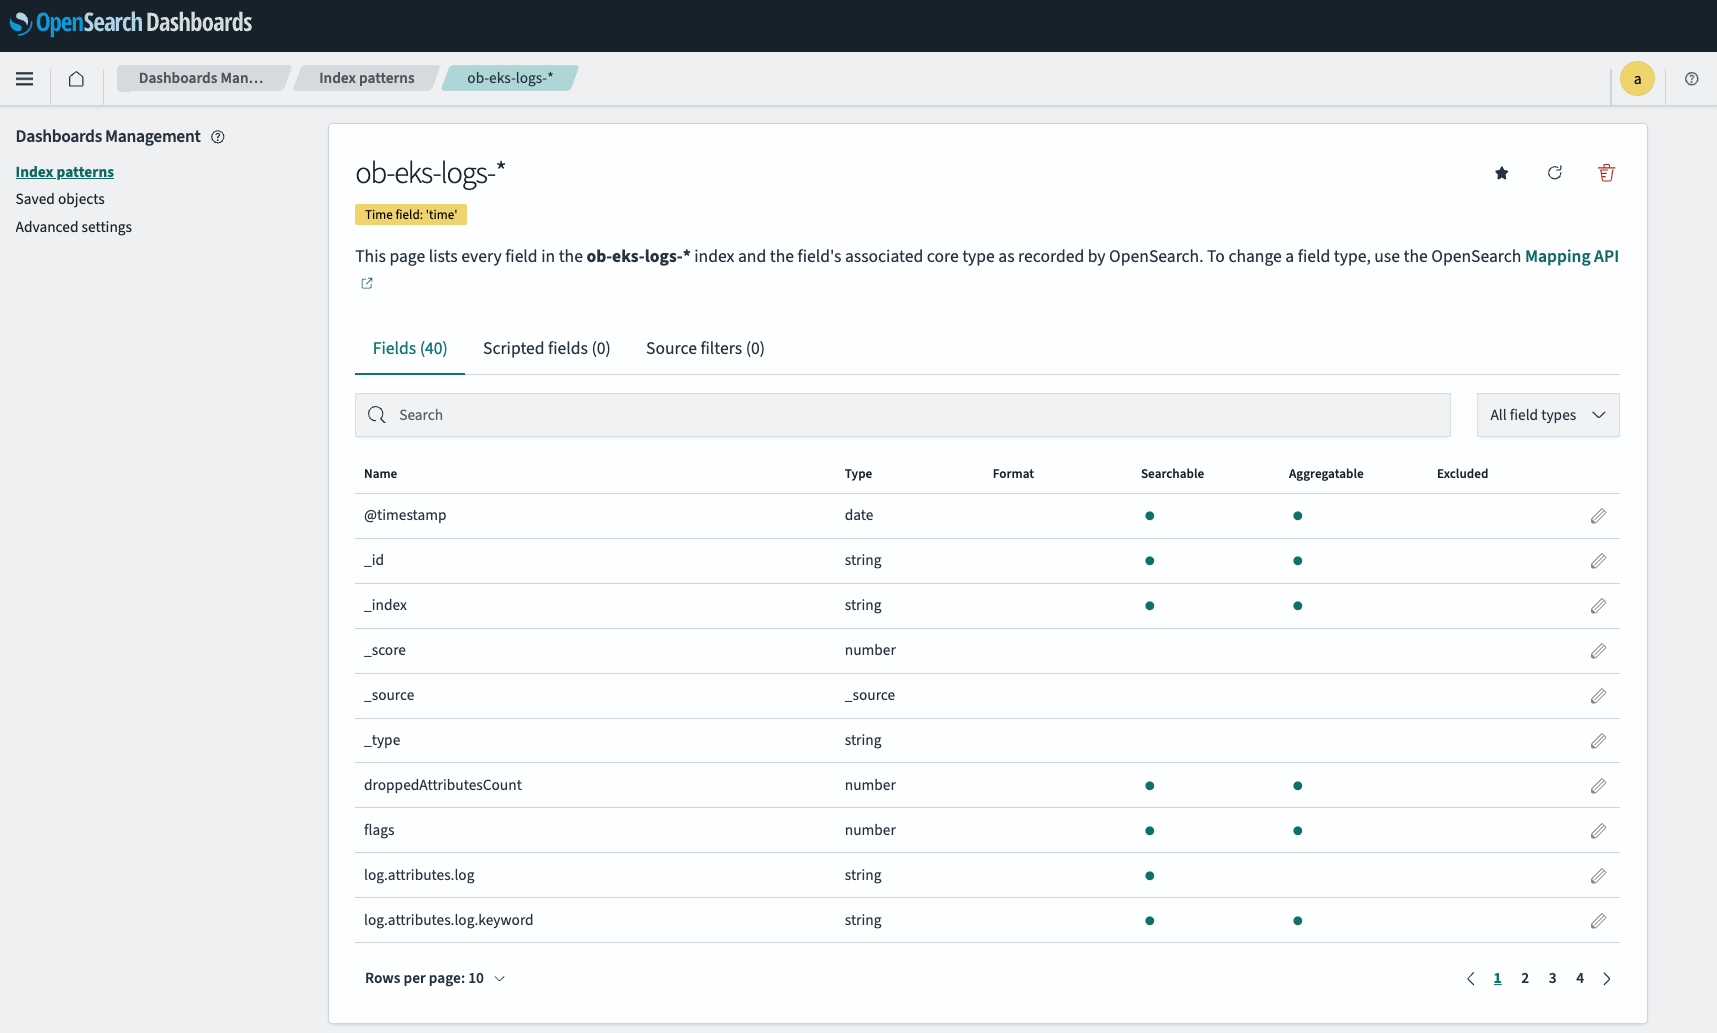 OpenSearch Dashboards
Dashboards Man...
Index patterns
ob-eks-logs-*
a
Dashboards Management
Index patterns
Saved objects
Advanced settings
ob-eks-logs-*
Time field: 'time'
This page lists every field in the ob-eks-logs-* index and the field's associated core type as recorded by OpenSearch. To change a field type, use the OpenSearch Mapping API
Fields (40) Scripted fields (0) Source filters (0)
Search
All field types
Name Type Format Searchable Aggregatable Excluded
@timestamp date
_id string
_index string
_score number
_source _source
_type string
droppedAttributesCount number
flags number
log.attributes.log string
log.attributes.log.keyword string
Rows per page: 10
1 2 3 4